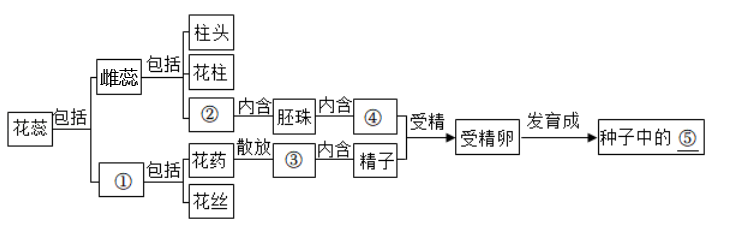 柱头
雌蕊 包括 花柱
② 内含 胚珠 内含 ④
花蕊 包括 受精 受精卵 发育成 种子中的 ⑤
① 包括 花药 散放 ③ 内含 精子
花丝